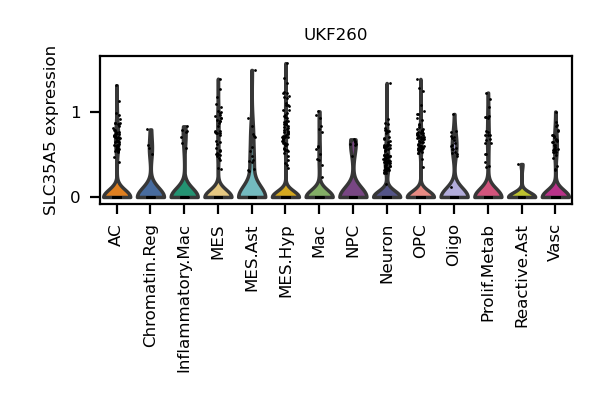 UKF260
SLC35A5 expression
1
0
AC
Chromatin.Reg
Inflammatory.Mac
MES
MES.Ast
MES.Hyp
Mac
NPC
Neuron
OPC
Oligo
Prolif.Metab
Reactive.Ast
Vasc